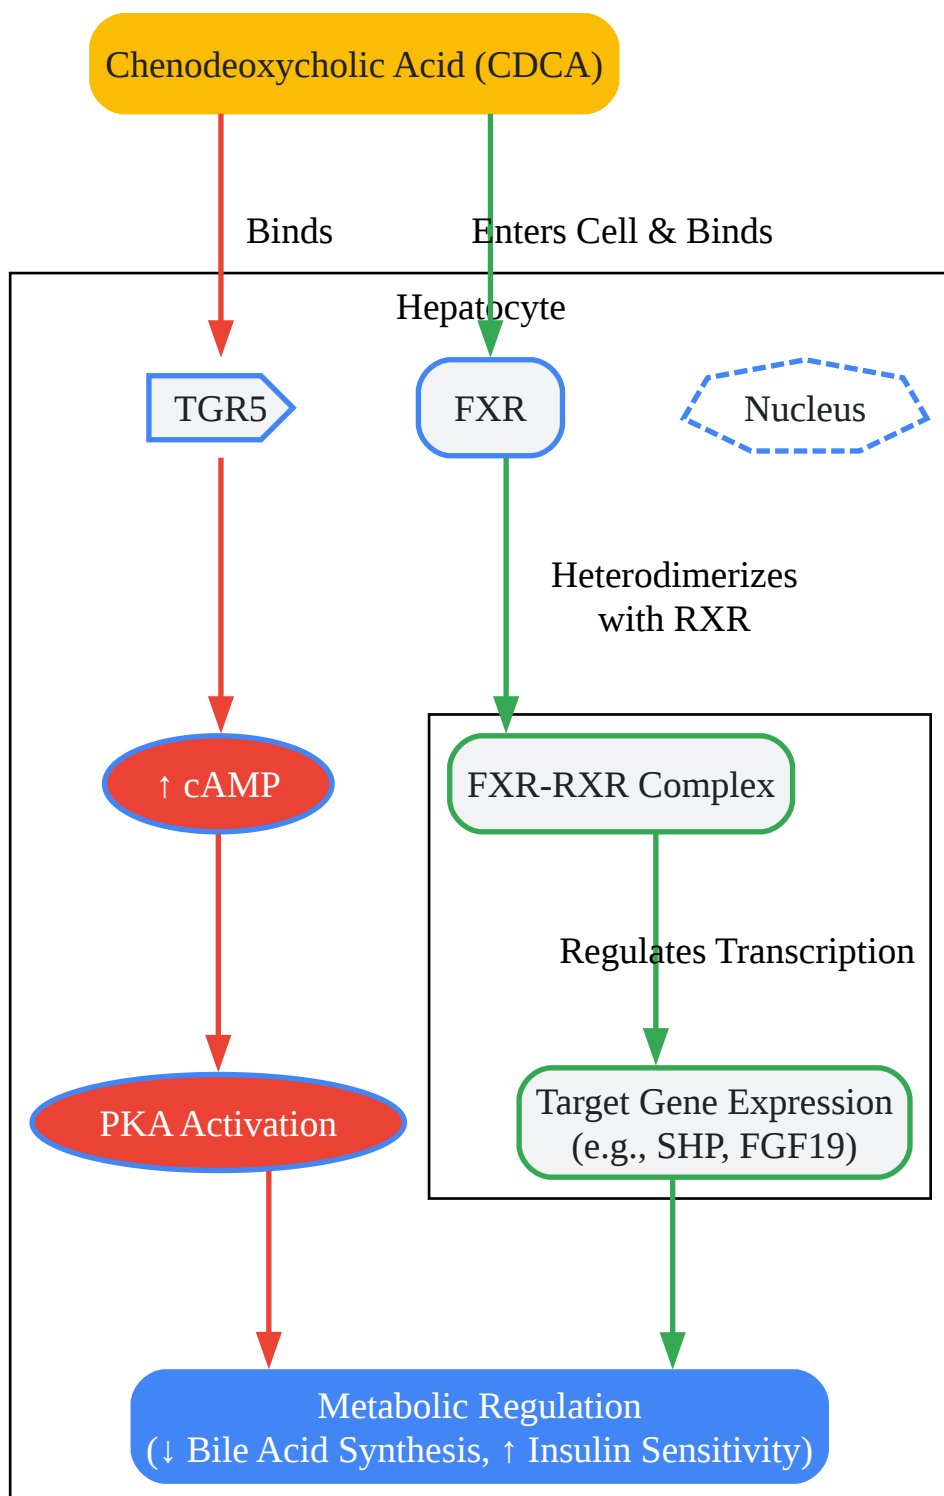 Chenodeoxycholic Acid (CDCA)
Binds
Enters Cell & Binds
Hepatocyte
TGR5
FXR
Nucleus
Heterodimerizes
with RXR
↑ cAMP
FXR-RXR Complex
Regulates Transcription
PKA Activation
Target Gene Expression
(e.g., SHP, FGF19)
Metabolic Regulation
(↓ Bile Acid Synthesis, ↑ Insulin Sensitivity)